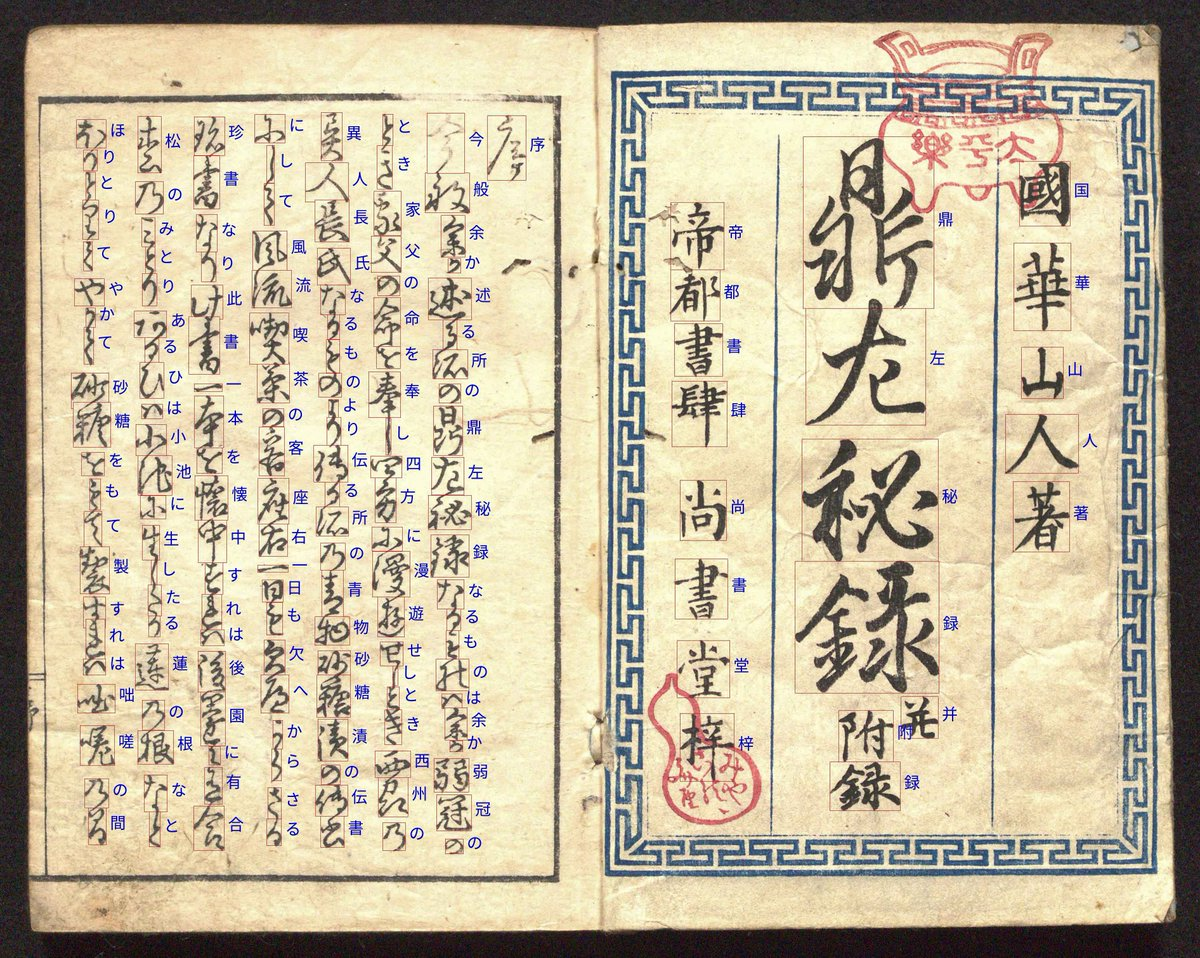 大平樂
國華山人著
鼎左秘録 并附録
帝都書肆 尚書堂梓
序
今般余か述る所の鼎左秘録なるものは余か弱冠の
とき家父の命を奉し四方に漫遊せしとき西州の
異人長氏なるものより伝る所の青物砂糖漬の伝書
にして風流喫茶の客座右一日も欠へからさる
珍書なり此書一本を懐中すれは後園に有合
松のみとりあるひは小池に生したる蓮の根なと
ほりとりてやかて砂糖をもて製すれは咄嗟の間